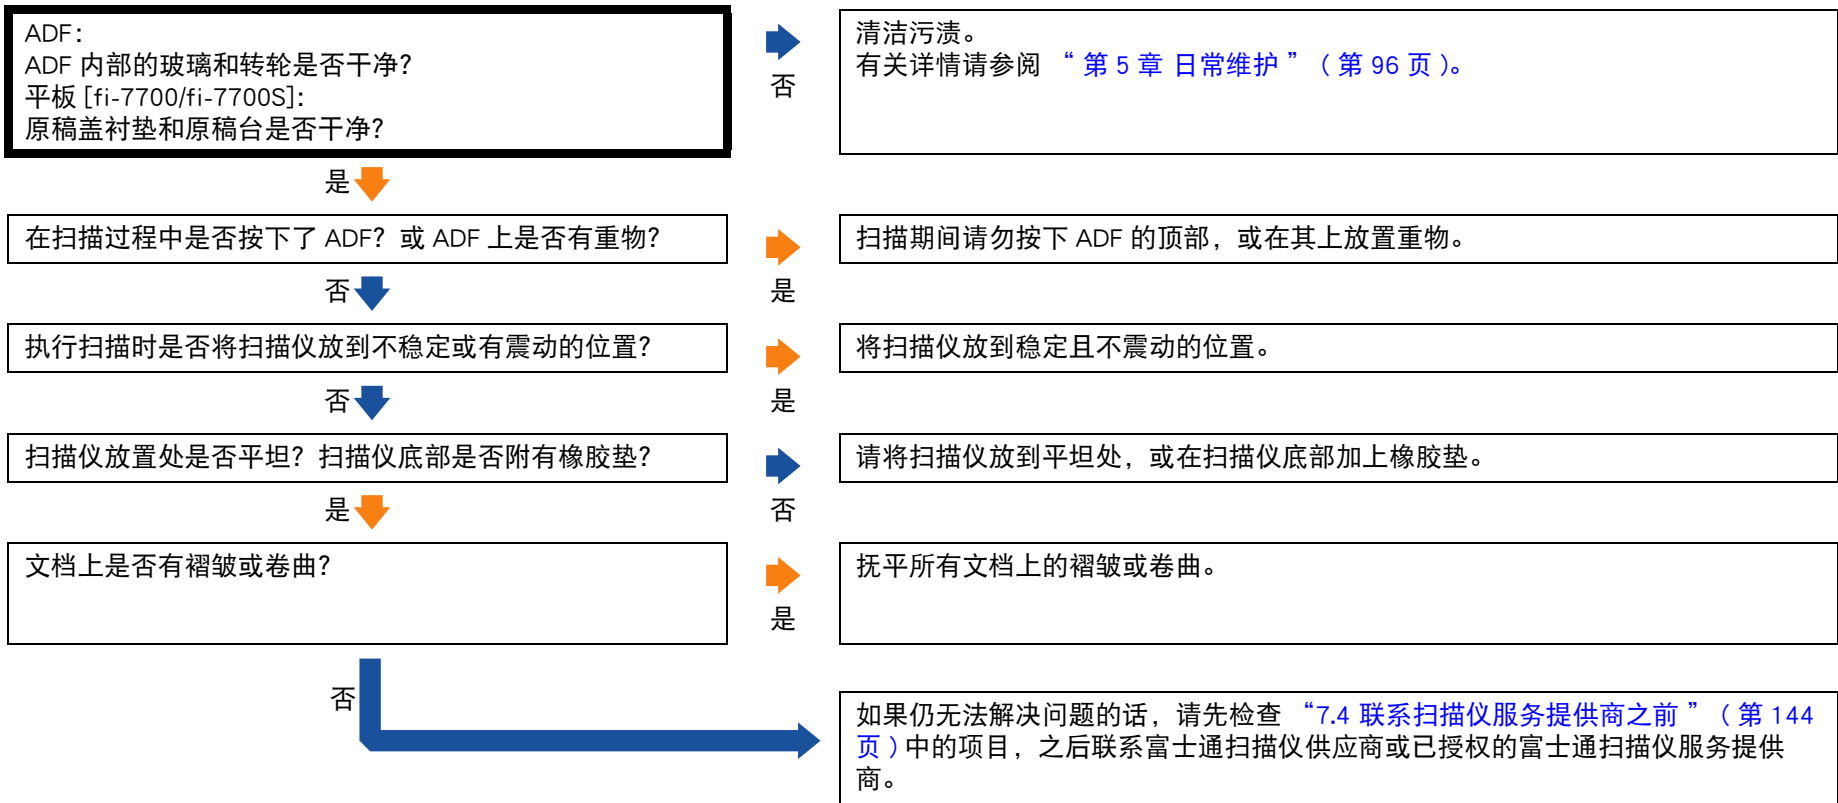 ADF：
ADF 内部的玻璃和转轮是否干净？
平板 [fi-7700/fi-7700S]：
原稿盖衬垫和原稿台是否干净？
否
清洁污渍。
有关详情请参阅 “ 第 5 章 日常维护 ”（ 第 96 页 )。
是
在扫描过程中是否按下了 ADF？或 ADF 上是否有重物？
是
扫描期间请勿按下 ADF 的顶部，或在其上放置重物。
否
执行扫描时是否将扫描仪放到不稳定或有震动的位置？
是
将扫描仪放到稳定且不震动的位置。
否
扫描仪放置处是否平坦？扫描仪底部是否附有橡胶垫？
否
请将扫描仪放到平坦处，或在扫描仪底部加上橡胶垫。
是
文档上是否有褶皱或卷曲？
是
抚平所有文档上的褶皱或卷曲。
否
如果仍无法解决问题的话，请先检查 “7.4 联系扫描仪服务提供商之前 ”（ 第 144
页 ) 中的项目，之后联系富士通扫描仪供应商或已授权的富士通扫描仪服务提供
商。